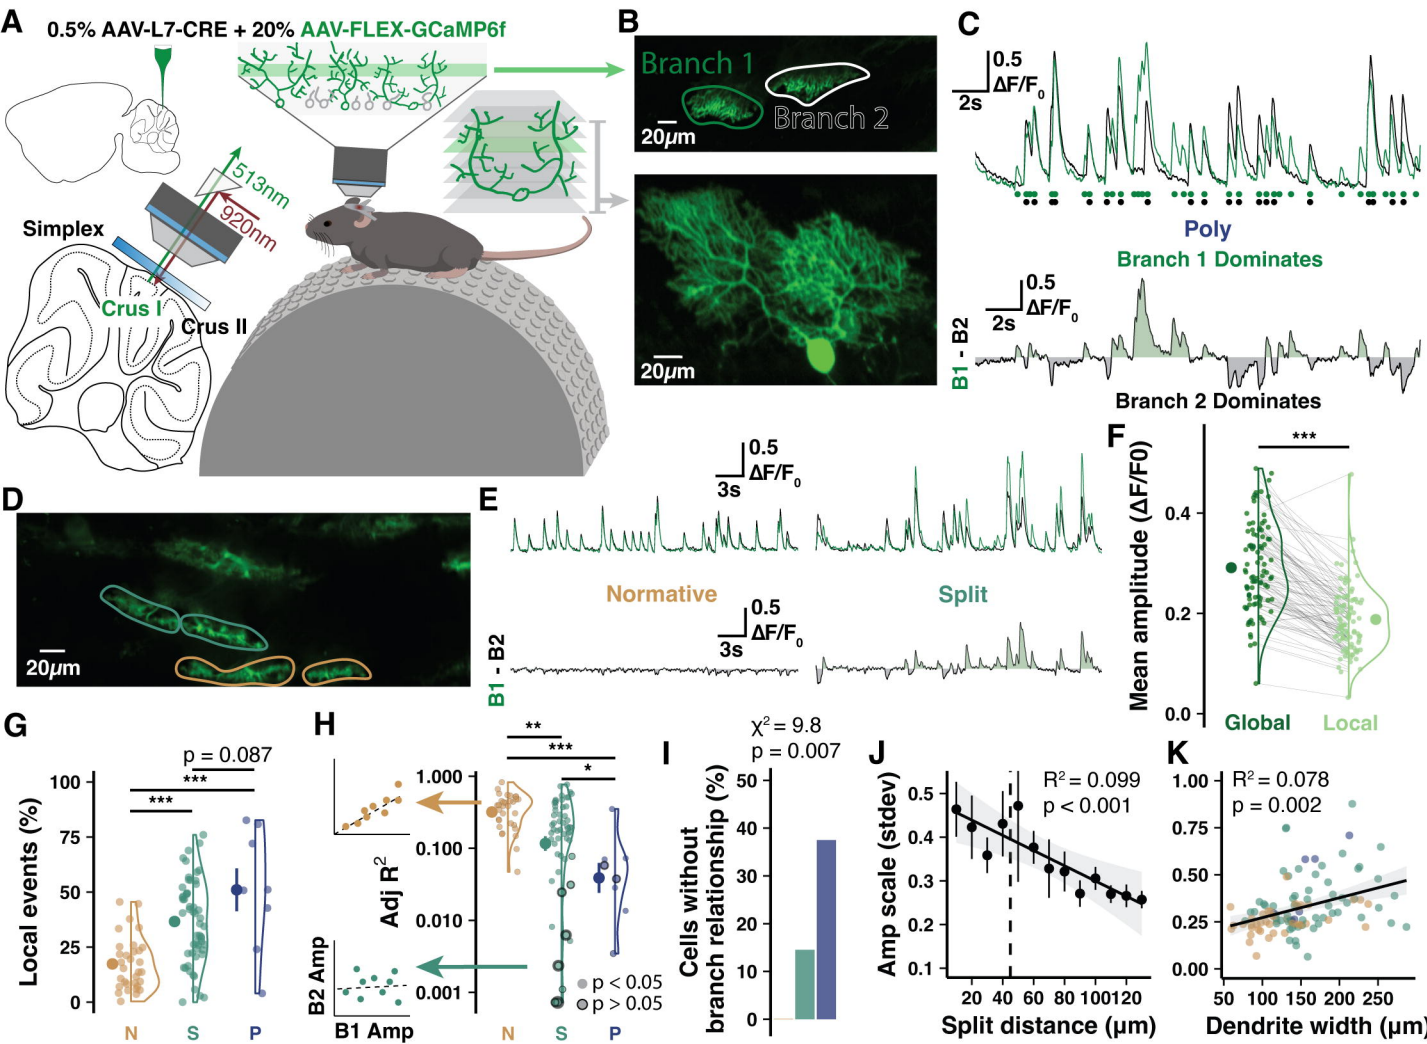 A
0.5% AAV-L7-CRE + 20% AAV-FLEX-GCaMP6f
513nm
920nm
Simplex
Crus I
Crus II
B
Branch 1
Branch 2
20µm
20µm
C
0.5
ΔF/F₀
2s
Poly
Branch 1 Dominates
0.5
ΔF/F₀
2s
B1 - B2
Branch 2 Dominates
D
20µm
E
0.5
ΔF/F₀
3s
Normative
Split
0.5
ΔF/F₀
3s
B1 - B2
F
***
Mean amplitude (ΔF/F0)
0.4
0.2
0.0
Global
Local
G
p = 0.087
***
***
Local events (%)
100
75
50
25
0
N
S
P
H
**
***
*
Adj R²
1.000
0.100
0.010
0.001
B2 Amp
B1 Amp
p < 0.05
p > 0.05
N
S
P
I
χ² = 9.8
p = 0.007
Cells without
branch relationship (%)
50
40
30
20
10
0
J
R² = 0.099
p < 0.001
Amp scale (stdev)
0.5
0.4
0.3
0.2
0.1
20
40
60
80
100
120
Split distance (µm)
K
R² = 0.078
p = 0.002
1.00
0.75
0.50
0.25
0.00
50
100
150
200
250
Dendrite width (µm)